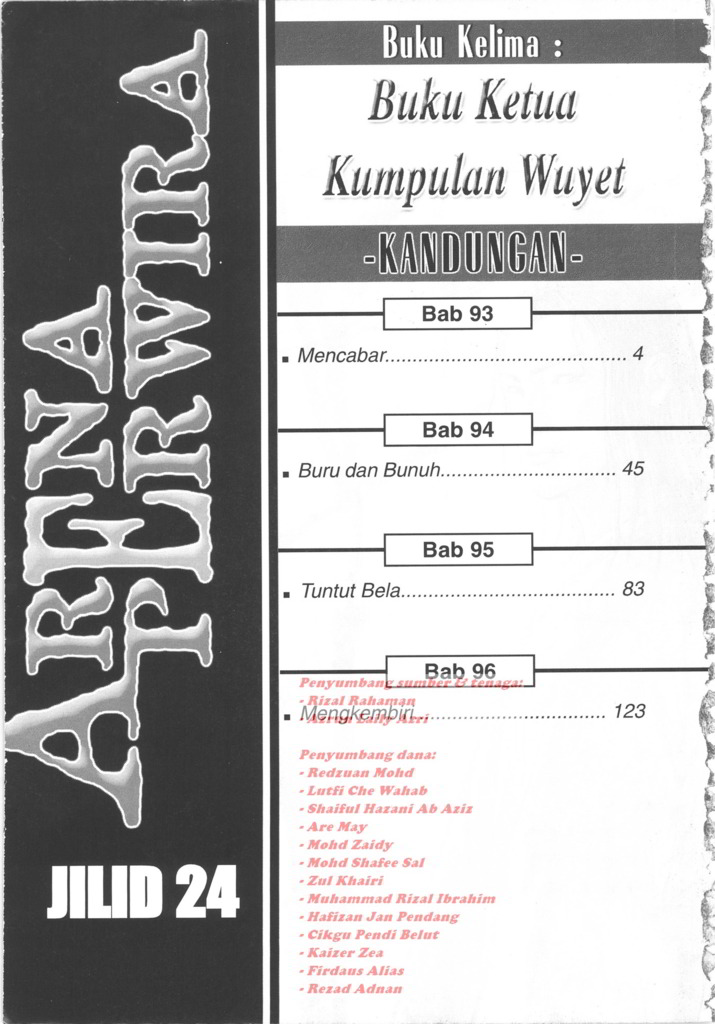 ARENA
PERWIRA
JILID 24
Buku Kelima :
Buku Ketua
Kumpulan Wuyet
-KANDUNGAN-
Bab 93
Mencabar............................................. 4
Bab 94
Buru dan Bunuh................................ 45
Bab 95
Tuntut Bela........................................ 83
Bab 96
Mengkembiri.................................... 123
Penyumbang sumber & tenaga:
- Rizal Rahaman
Penyumbang dana:
- Redzuan Mohd
- Lutfi Che Wahab
- Shaiful Hazani Ab Aziz
- Are May
- Mohd Zaidy
- Mohd Shafee Sal
- Zul Khairi
- Muhammad Rizal Ibrahim
- Hafizan Jan Pendang
- Cikgu Pendi Belut
- Kaizer Zea
- Firdaus Alias
- Rezad Adnan